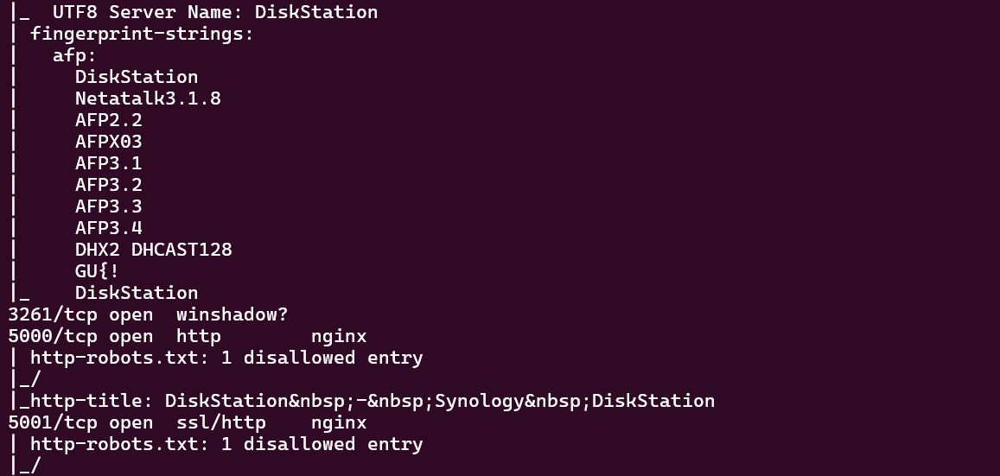 |_  UTF8 Server Name: DiskStation
| fingerprint-strings:
|   afp:
|     DiskStation
|     Netatalk3.1.8
|     AFP2.2
|     AFPX03
|     AFP3.1
|     AFP3.2
|     AFP3.3
|     AFP3.4
|     DHX2 DHCAST128
|     GU{!
|_    DiskStation
3261/tcp open  winshadow?
5000/tcp open  http        nginx
| http-robots.txt: 1 disallowed entry
|_/
|_http-title: DiskStation&nbsp;-&nbsp;Synology&nbsp;DiskStation
5001/tcp open  ssl/http    nginx
| http-robots.txt: 1 disallowed entry
|_/